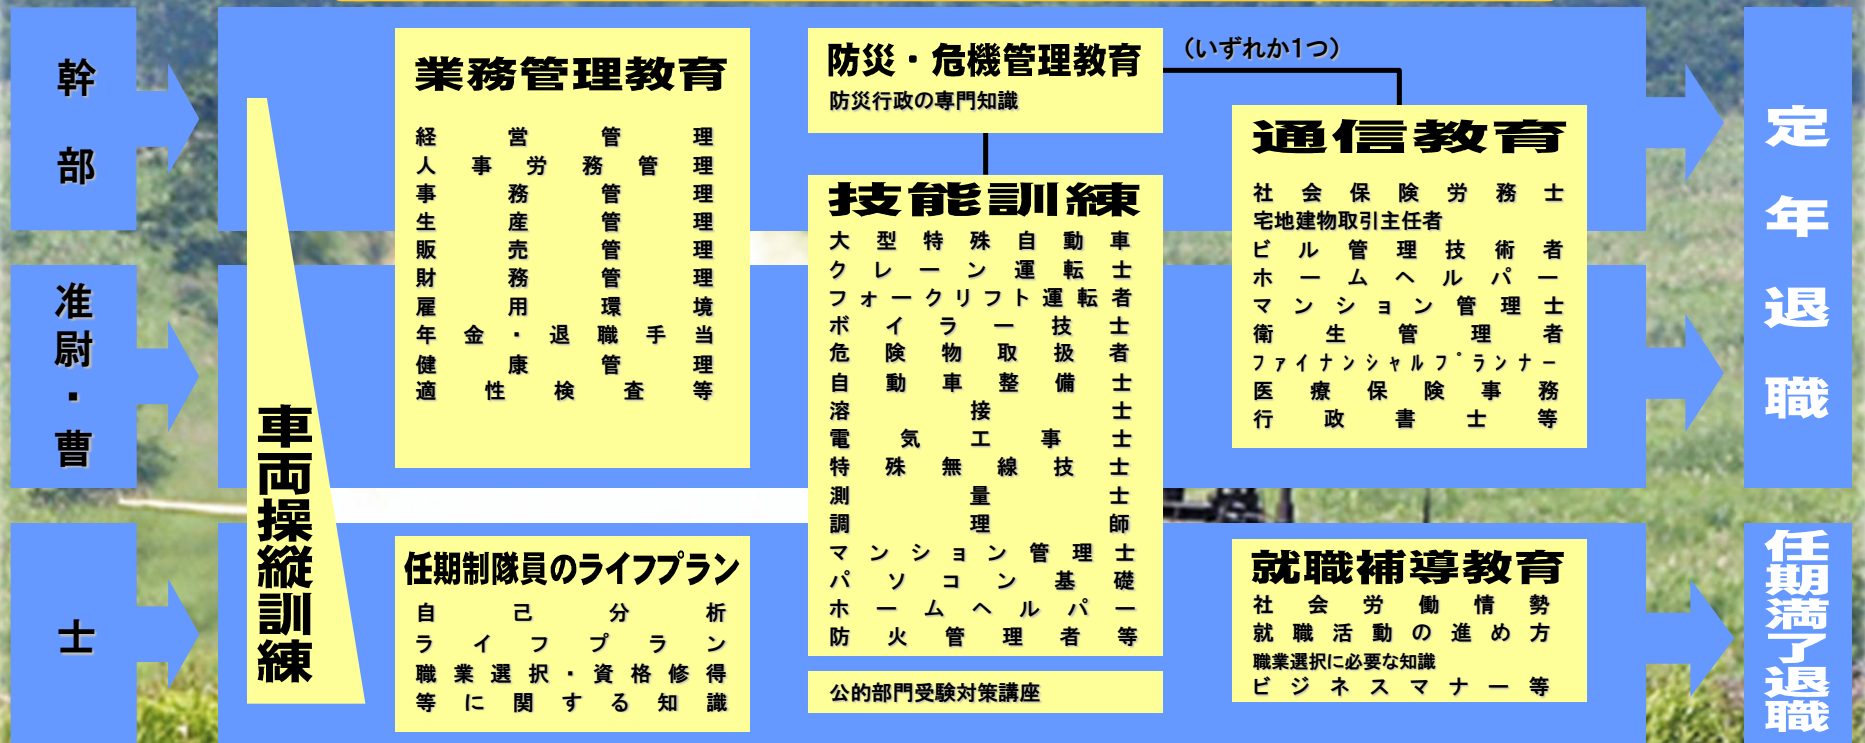 幹部
准尉・曹
士
車両操縦訓練
業務管理教育
経営管理
人事労務管理
事務管理
生産管理
販売管理
財務管理
雇用環境
年金・退職手当
健康管理
適性検査等
任期制隊員のライフプラン
自己分析
ライフプラン
職業選択・資格修得
等に関する知識
防災・危機管理教育
防災行政の専門知識
(いずれか1つ)
技能訓練
大型特殊自動車
クレーン運転士
フォークリフト運転者
ボイラー技士
危険物取扱者
自動車整備士
溶接士
電気工事士
特殊無線技士
測量士
調理師
マンション管理士
パソコン基礎
ホームヘルパー
防火管理者等
公的部門受験対策講座
通信教育
社会保険労務士
宅地建物取引主任者
ビル管理技術者
ホームヘルパー
マンション管理士
衛生管理者
ファイナンシャルプランナー
医療保険事務
行政書士等
就職補導教育
社会労働情勢
就職活動の進め方
職業選択に必要な知識
ビジネスマナー等
定年退職
任期満了退職